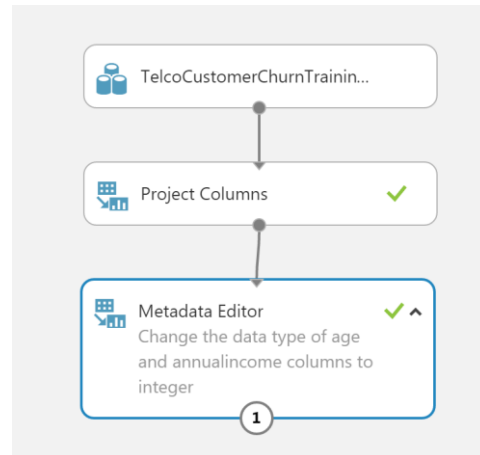 TelcoCustomerChurnTrainin...
Project Columns
Metadata Editor
Change the data type of age
and annualincome columns to
integer
1